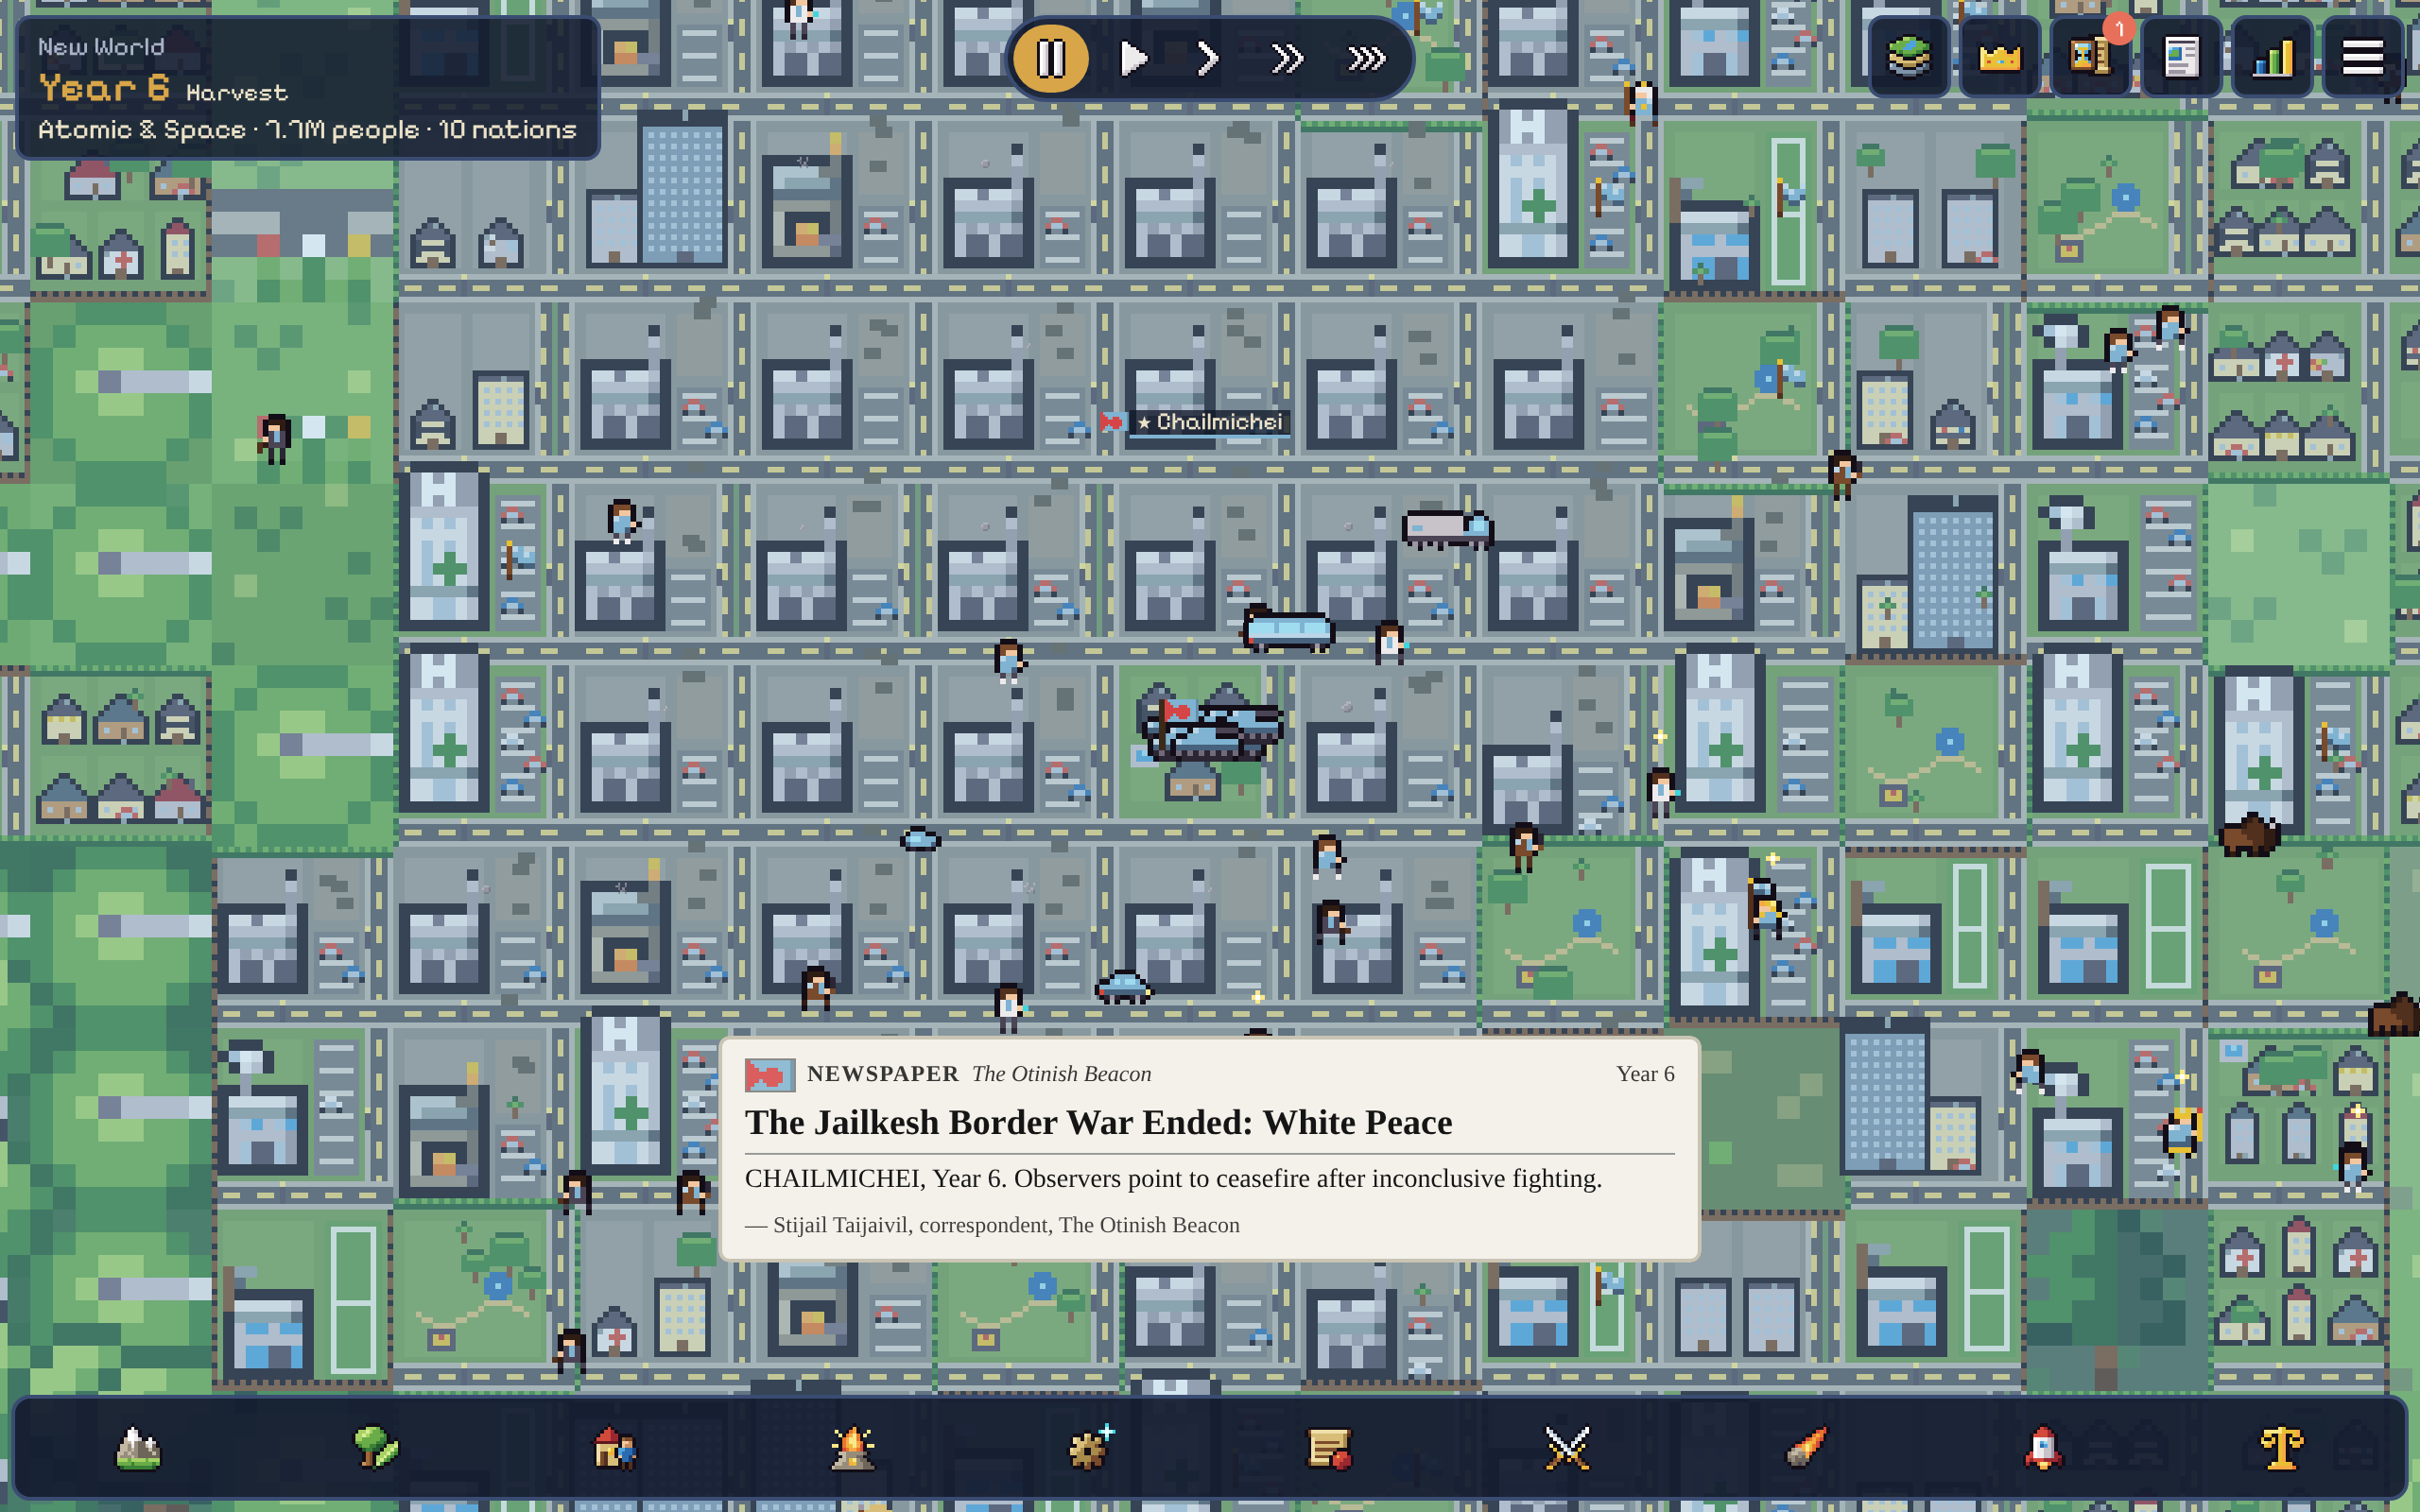 New World
Year 6 Harvest
Atomic & Space · 7.7M people · 10 nations
1
★ Chailmichei
NEWSPAPER The Otinish Beacon Year 6
The Jailkesh Border War Ended: White Peace
CHAILMICHEI, Year 6. Observers point to ceasefire after inconclusive fighting.
— Stijail Taijaivil, correspondent, The Otinish Beacon